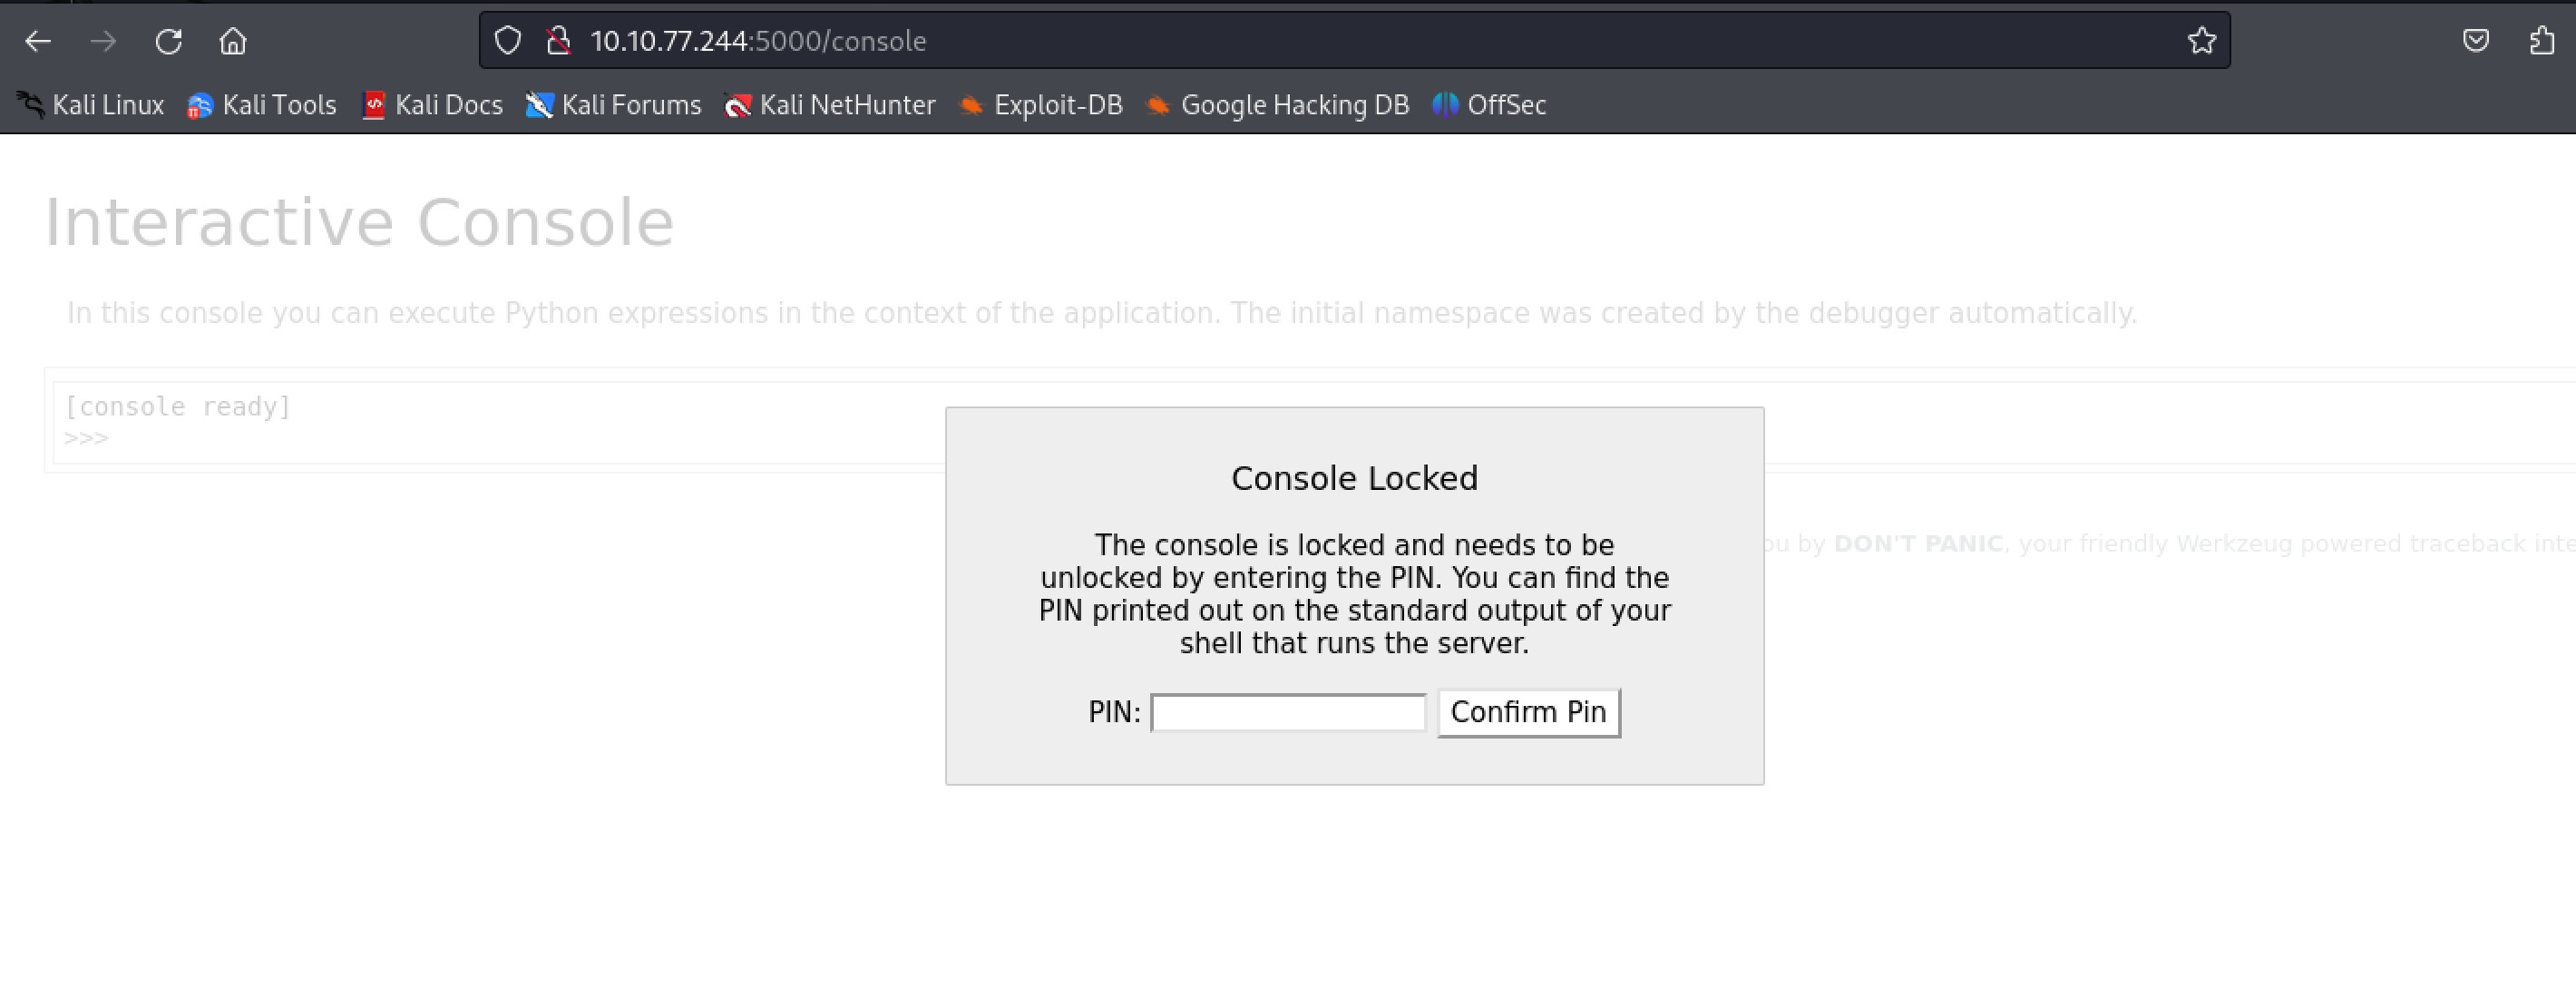 10.10.77.244:5000/console
Kali Linux Kali Tools Kali Docs Kali Forums Kali NetHunter Exploit-DB Google Hacking DB OffSec
Interactive Console
In this console you can execute Python expressions in the context of the application. The initial namespace was created by the debugger automatically.
[console ready]
>>>
Console Locked
The console is locked and needs to be
unlocked by entering the PIN. You can find the
PIN printed out on the standard output of your
shell that runs the server.
PIN: Confirm Pin
by DON'T PANIC, your friendly Werkzeug powered traceback